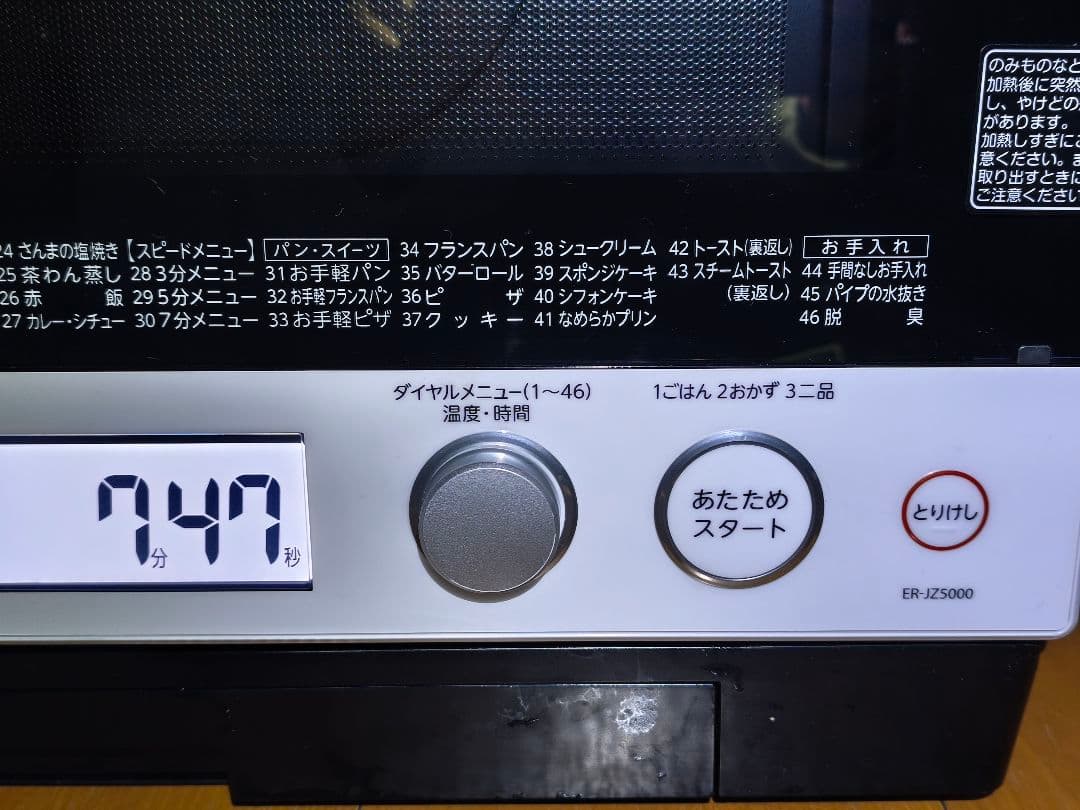 のみものなど
加熱後に突然
し、やけどの
があります。
加熱しすぎにご
意ください。ま
取り出すときに
ご注意ください
24 さんまの塩焼き
25 茶わん蒸し
26 赤飯
27 カレー・シチュー
【スピードメニュー】
28 3分メニュー
29 5分メニュー
30 7分メニュー
パン・スイーツ
31 お手軽パン
32 お手軽フランスパン
33 お手軽ピザ
34 フランスパン
35 バターロール
36 ピザ
37 クッキー
38 シュークリーム
39 スポンジケーキ
40 シフォンケーキ
41 なめらかプリン
42 トースト(裏返し)
43 スチームトースト
(裏返し)
お手入れ
44 手間なしお手入れ
45 パイプの水抜き
46 脱臭
ダイヤルメニュー(1〜46)
温度・時間
1ごはん 2おかず 3二品
7分47秒
あたため
スタート
とりけし
ER-JZ5000